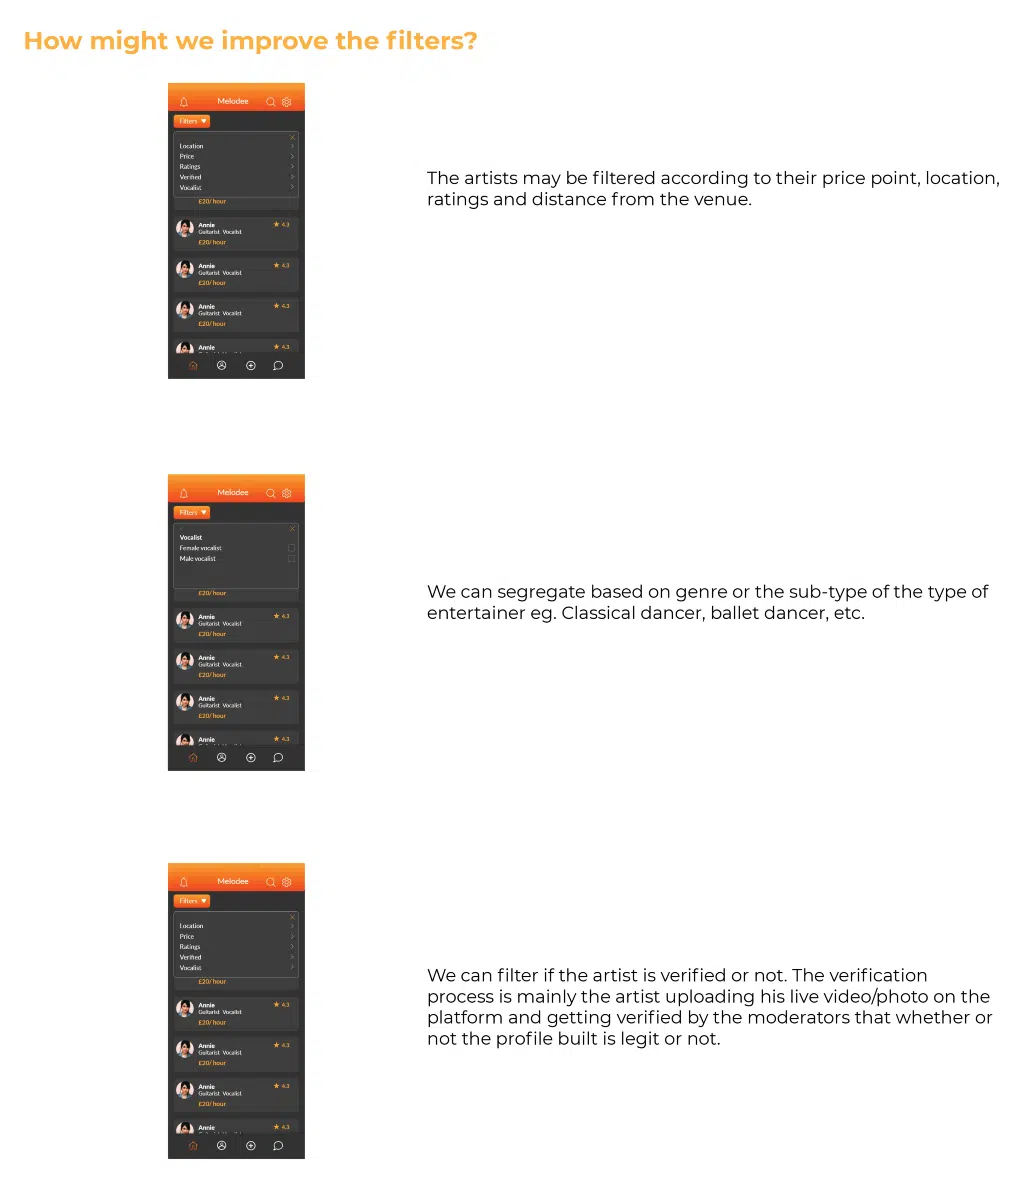 How might we improve the filters?
Melodee
Filters
Location
Price
Ratings
Verified
Vocalist
£20/ hour
Annie
4.3
Guitarist Vocalist
£20/ hour
Annie
4.3
Guitarist Vocalist
£20/ hour
Annie
4.3
Guitarist Vocalist
£20/ hour
Annie
4.3
Guitarist Vocalist
The artists may be filtered according to their price point, location,
ratings and distance from the venue.
Melodee
Filters
Vocalist
Female vocalist
Male vocalist
£20/ hour
Annie
4.3
Guitarist Vocalist
£20/ hour
Annie
4.3
Guitarist Vocalist
£20/ hour
Annie
4.3
Guitarist Vocalist
£20/ hour
Annie
4.3
Guitarist Vocalist
We can segregate based on genre or the sub-type of the type of
entertainer eg. Classical dancer, ballet dancer, etc.
Melodee
Filters
Location
Price
Ratings
Verified
Vocalist
£20/ hour
Annie
4.3
Guitarist Vocalist
£20/ hour
Annie
4.3
Guitarist Vocalist
£20/ hour
Annie
4.3
Guitarist Vocalist
£20/ hour
Annie
4.3
Guitarist Vocalist
We can filter if the artist is verified or not. The verification
process is mainly the artist uploading his live video/photo on the
platform and getting verified by the moderators that whether or
not the profile built is legit or not.